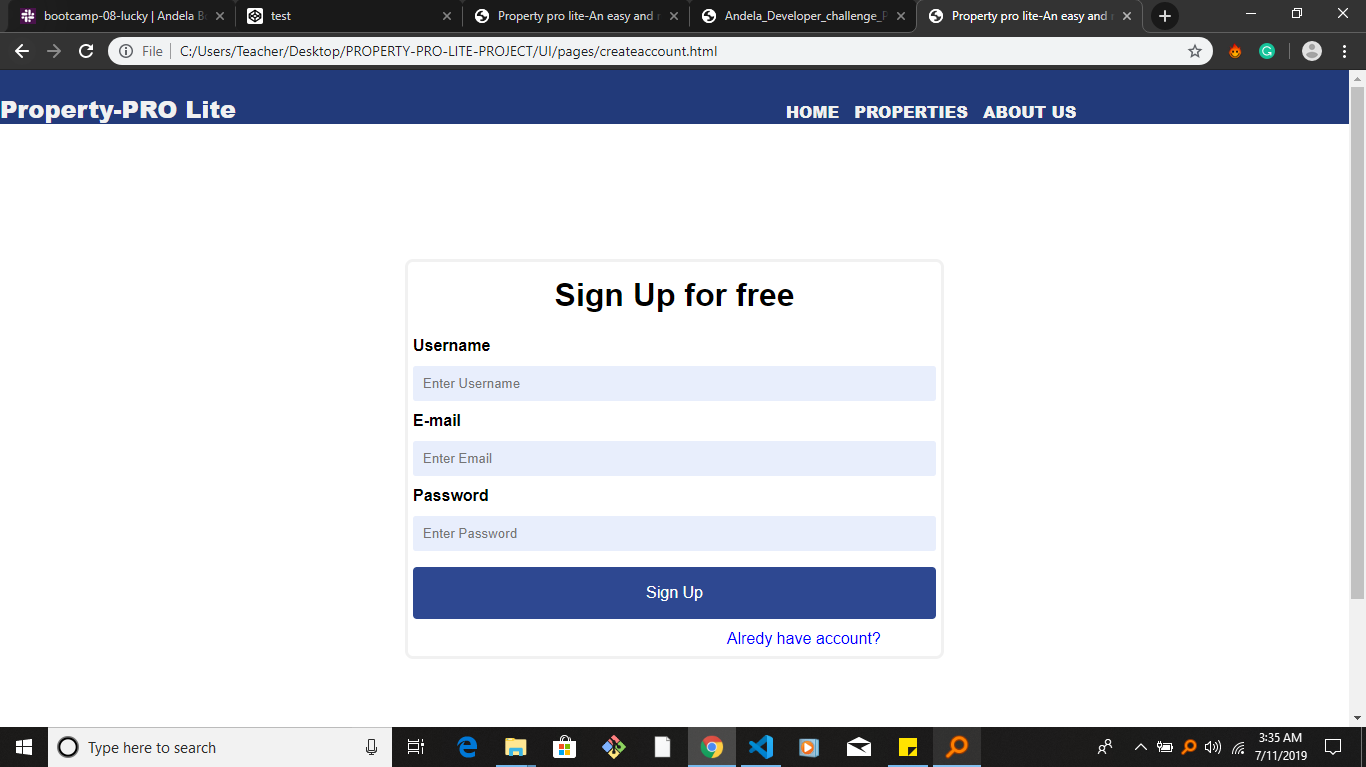 bootcamp-08-lucky | Andela B
test
Property pro lite-An easy and
Andela_Developer_challenge_P
Property pro lite-An easy and
File
C:/Users/Teacher/Desktop/PROPERTY-PRO-LITE-PROJECT/UI/pages/createaccount.html
Property-PRO Lite
HOME PROPERTIES ABOUT US
Sign Up for free
Username
Enter Username
E-mail
Enter Email
Password
Enter Password
Sign Up
Alredy have account?
Type here to search
3:35 AM
7/11/2019